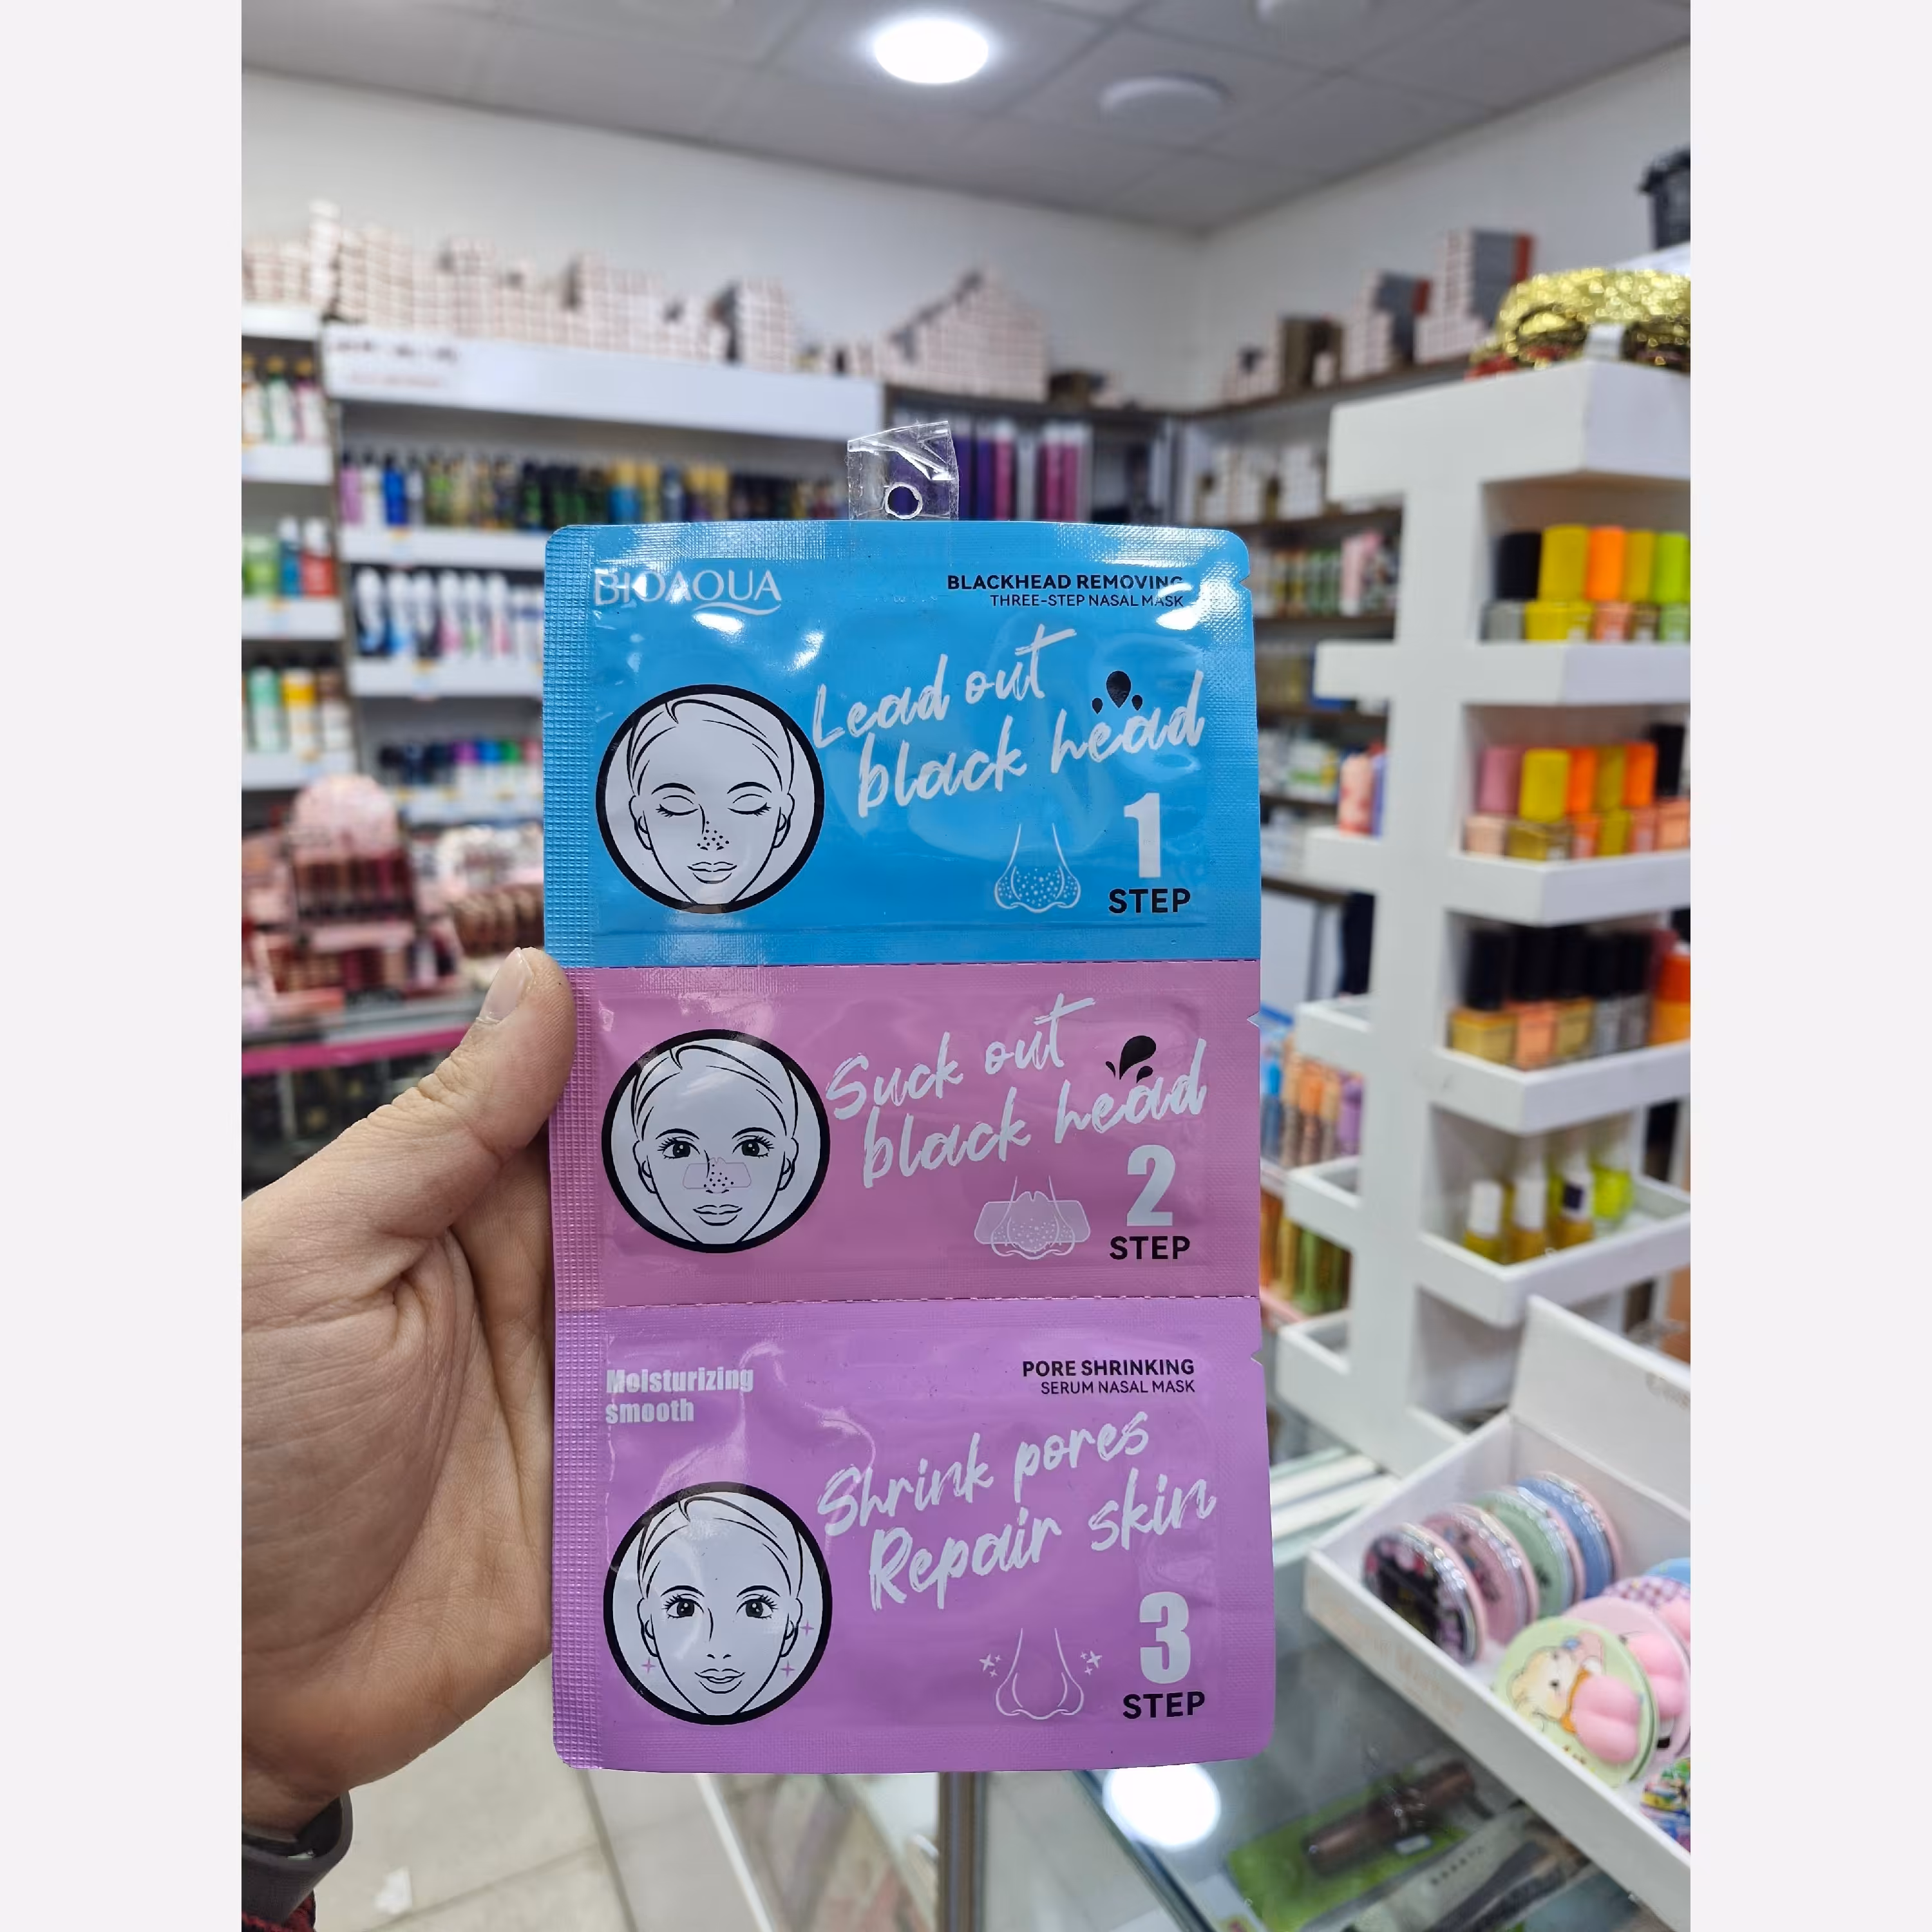 BIOAQUA
BLACKHEAD REMOVING
THREE-STEP NASAL MASK
Lead out
black head
1
STEP
Suck out
black head
2
STEP
Moisturizing
smooth
PORE SHRINKING
SERUM NASAL MASK
Shrink pores
Repair skin
3
STEP